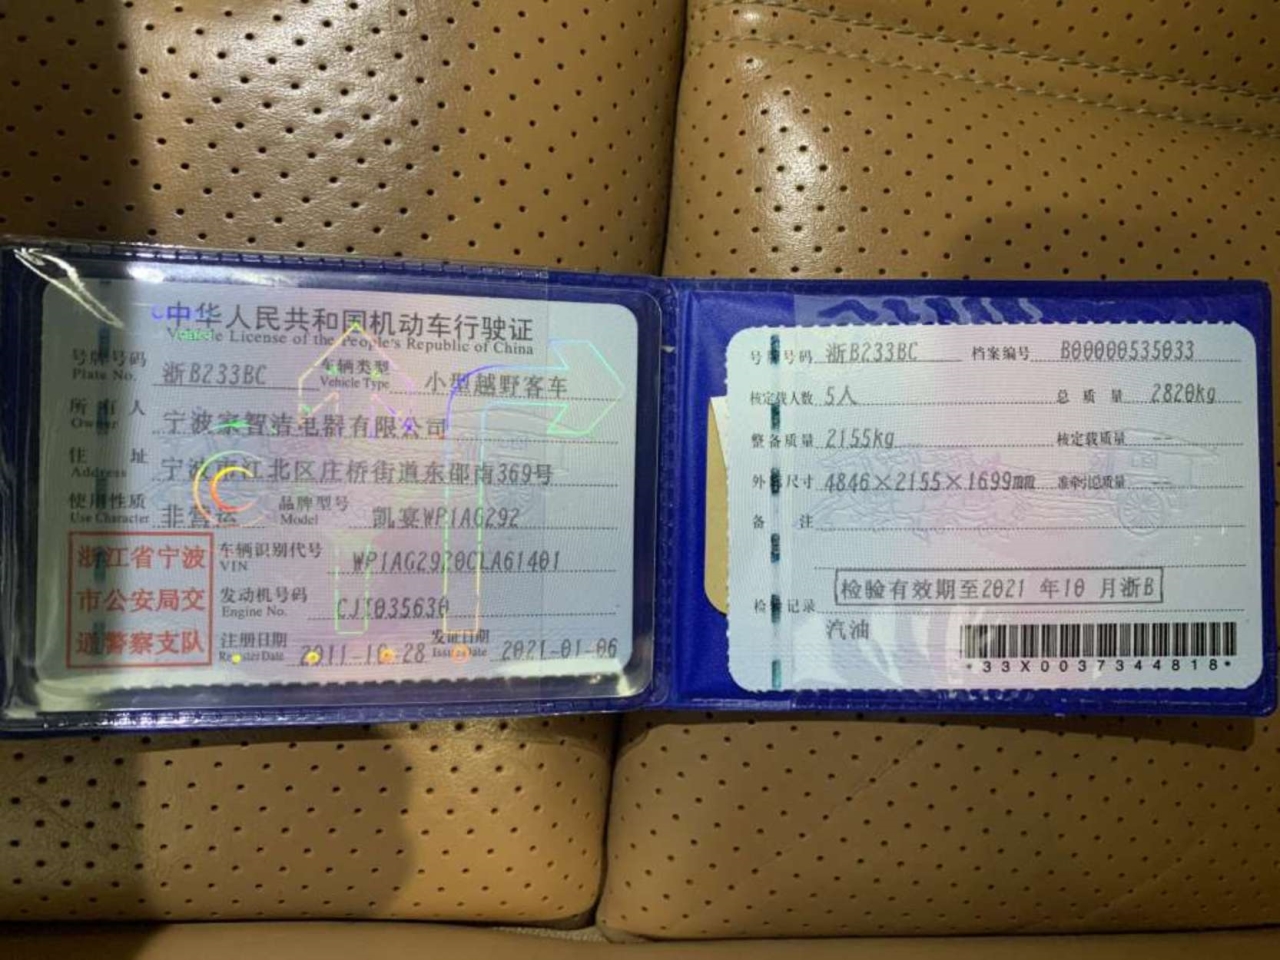 中华人民共和国机动车行驶证
Vehicle License of the People's Republic of China
号牌号码 浙B233BC 车辆类型 小型越野客车
Plate No. Vehicle Type
所有人 宁波家智洁电器有限公司
Owner
住址 宁波市江北区庄桥街道东邵南369号
Address
使用性质 非营运 品牌型号 凯宴WP1AG292
Use Character Model
浙江省宁波
市公安局交
通警察支队
车辆识别代号 WP1AG2920CLA61401
VIN
发动机号码 CJT035630
Engine No.
注册日期 2011-10-28 发证日期 2021-01-06
Register Date Issue Date
号牌号码 浙B233BC 档案编号 B00000535033
核定载人数 5人 总质量 2820kg
整备质量 2155kg 核定载质量 --
外廓尺寸 4846×2155×1699mm 准牵引总质量 --
备注
检验有效期至2021 年10 月浙B
检验记录
汽油
*33X0037344818*